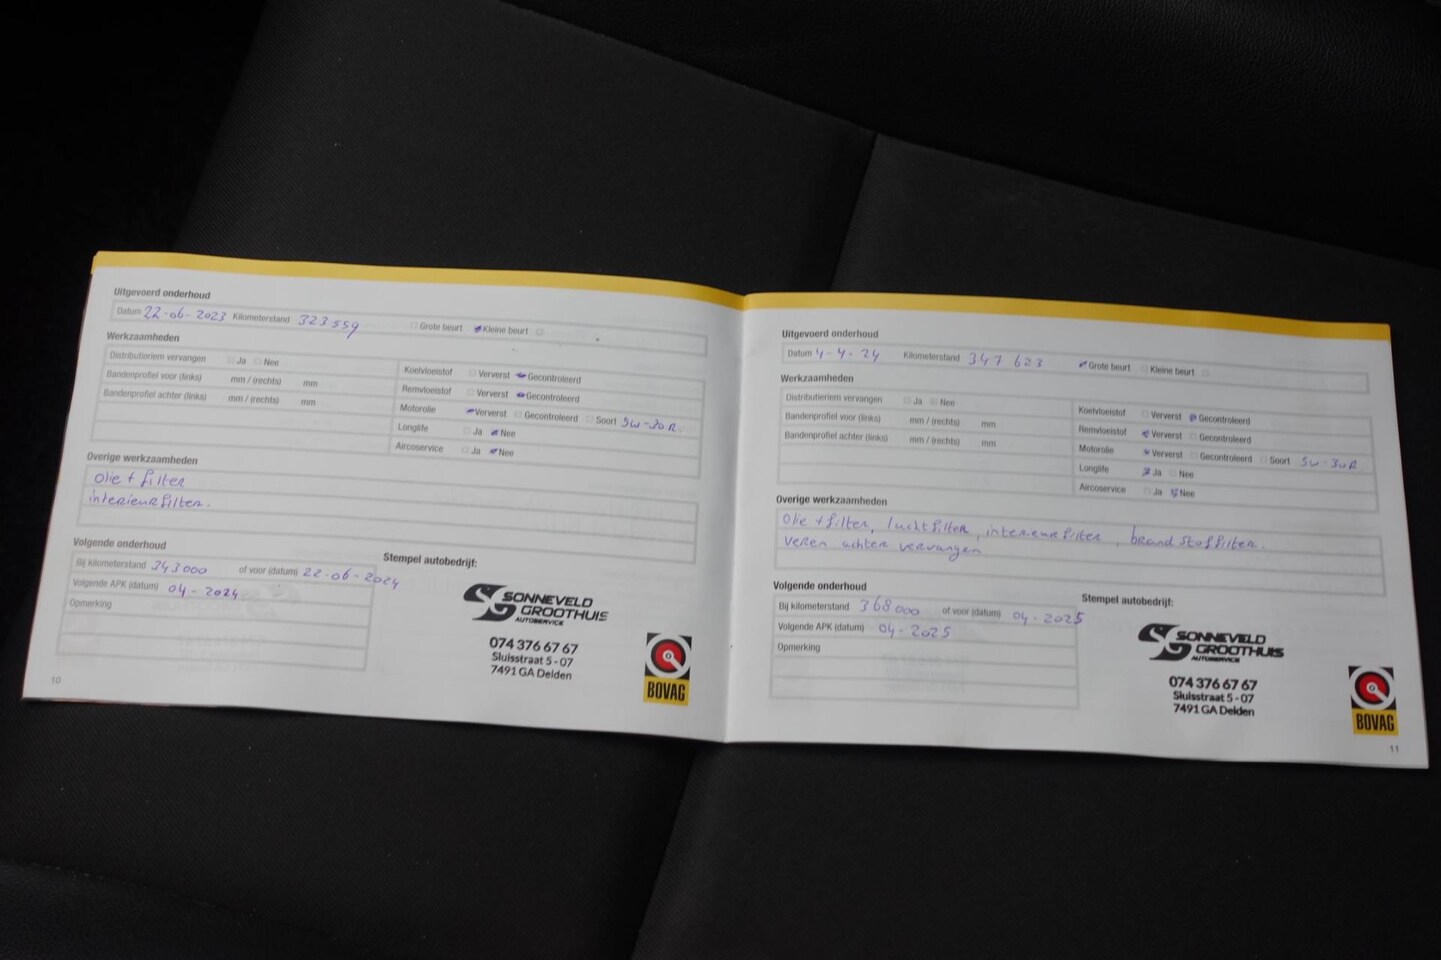 Uitgevoerd onderhoud
Datum 22-06-2023 Kilometerstand 323559 Grote beurt Kleine beurt
Werkzaamheden
Distributieriem vervangen Ja Nee
Bandenprofiel voor (links) mm / (rechts) mm
Bandenprofiel achter (links) mm / (rechts) mm
Koelvloeistof Ververst Gecontroleerd
Remvloeistof Ververst Gecontroleerd
Motorolie Ververst Gecontroleerd Soort 5w-30 R.
Longlife Ja Nee
Aircoservice Ja Nee
Overige werkzaamheden
Olie + filter
interieurfilter.
Volgende onderhoud
Bij kilometerstand 343000 of voor (datum) 22-06-2024
Volgende APK (datum) 04-2024
Opmerking
Stempel autobedrijf:
SONNEVELD
GROOTHUIS
AUTOSERVICE
074 376 67 67
Sluisstraat 5 - 07
7491 GA Delden
BOVAG
10
Uitgevoerd onderhoud
Datum 4-4-24 Kilometerstand 347 623 Grote beurt Kleine beurt
Werkzaamheden
Distributieriem vervangen Ja Nee
Bandenprofiel voor (links) mm / (rechts) mm
Bandenprofiel achter (links) mm / (rechts) mm
Koelvloeistof Ververst Gecontroleerd
Remvloeistof Ververst Gecontroleerd
Motorolie Ververst Gecontroleerd Soort 5w-30 R
Longlife Ja Nee
Aircoservice Ja Nee
Overige werkzaamheden
Olie + filter, luchtfilter, interieurfilter, brandstoffilter.
Veren achter vervangen
Volgende onderhoud
Bij kilometerstand 368000 of voor (datum) 04-2025
Volgende APK (datum) 04-2025
Opmerking
Stempel autobedrijf:
SONNEVELD
GROOTHUIS
AUTOSERVICE
074 376 67 67
Sluisstraat 5 - 07
7491 GA Delden
BOVAG
11